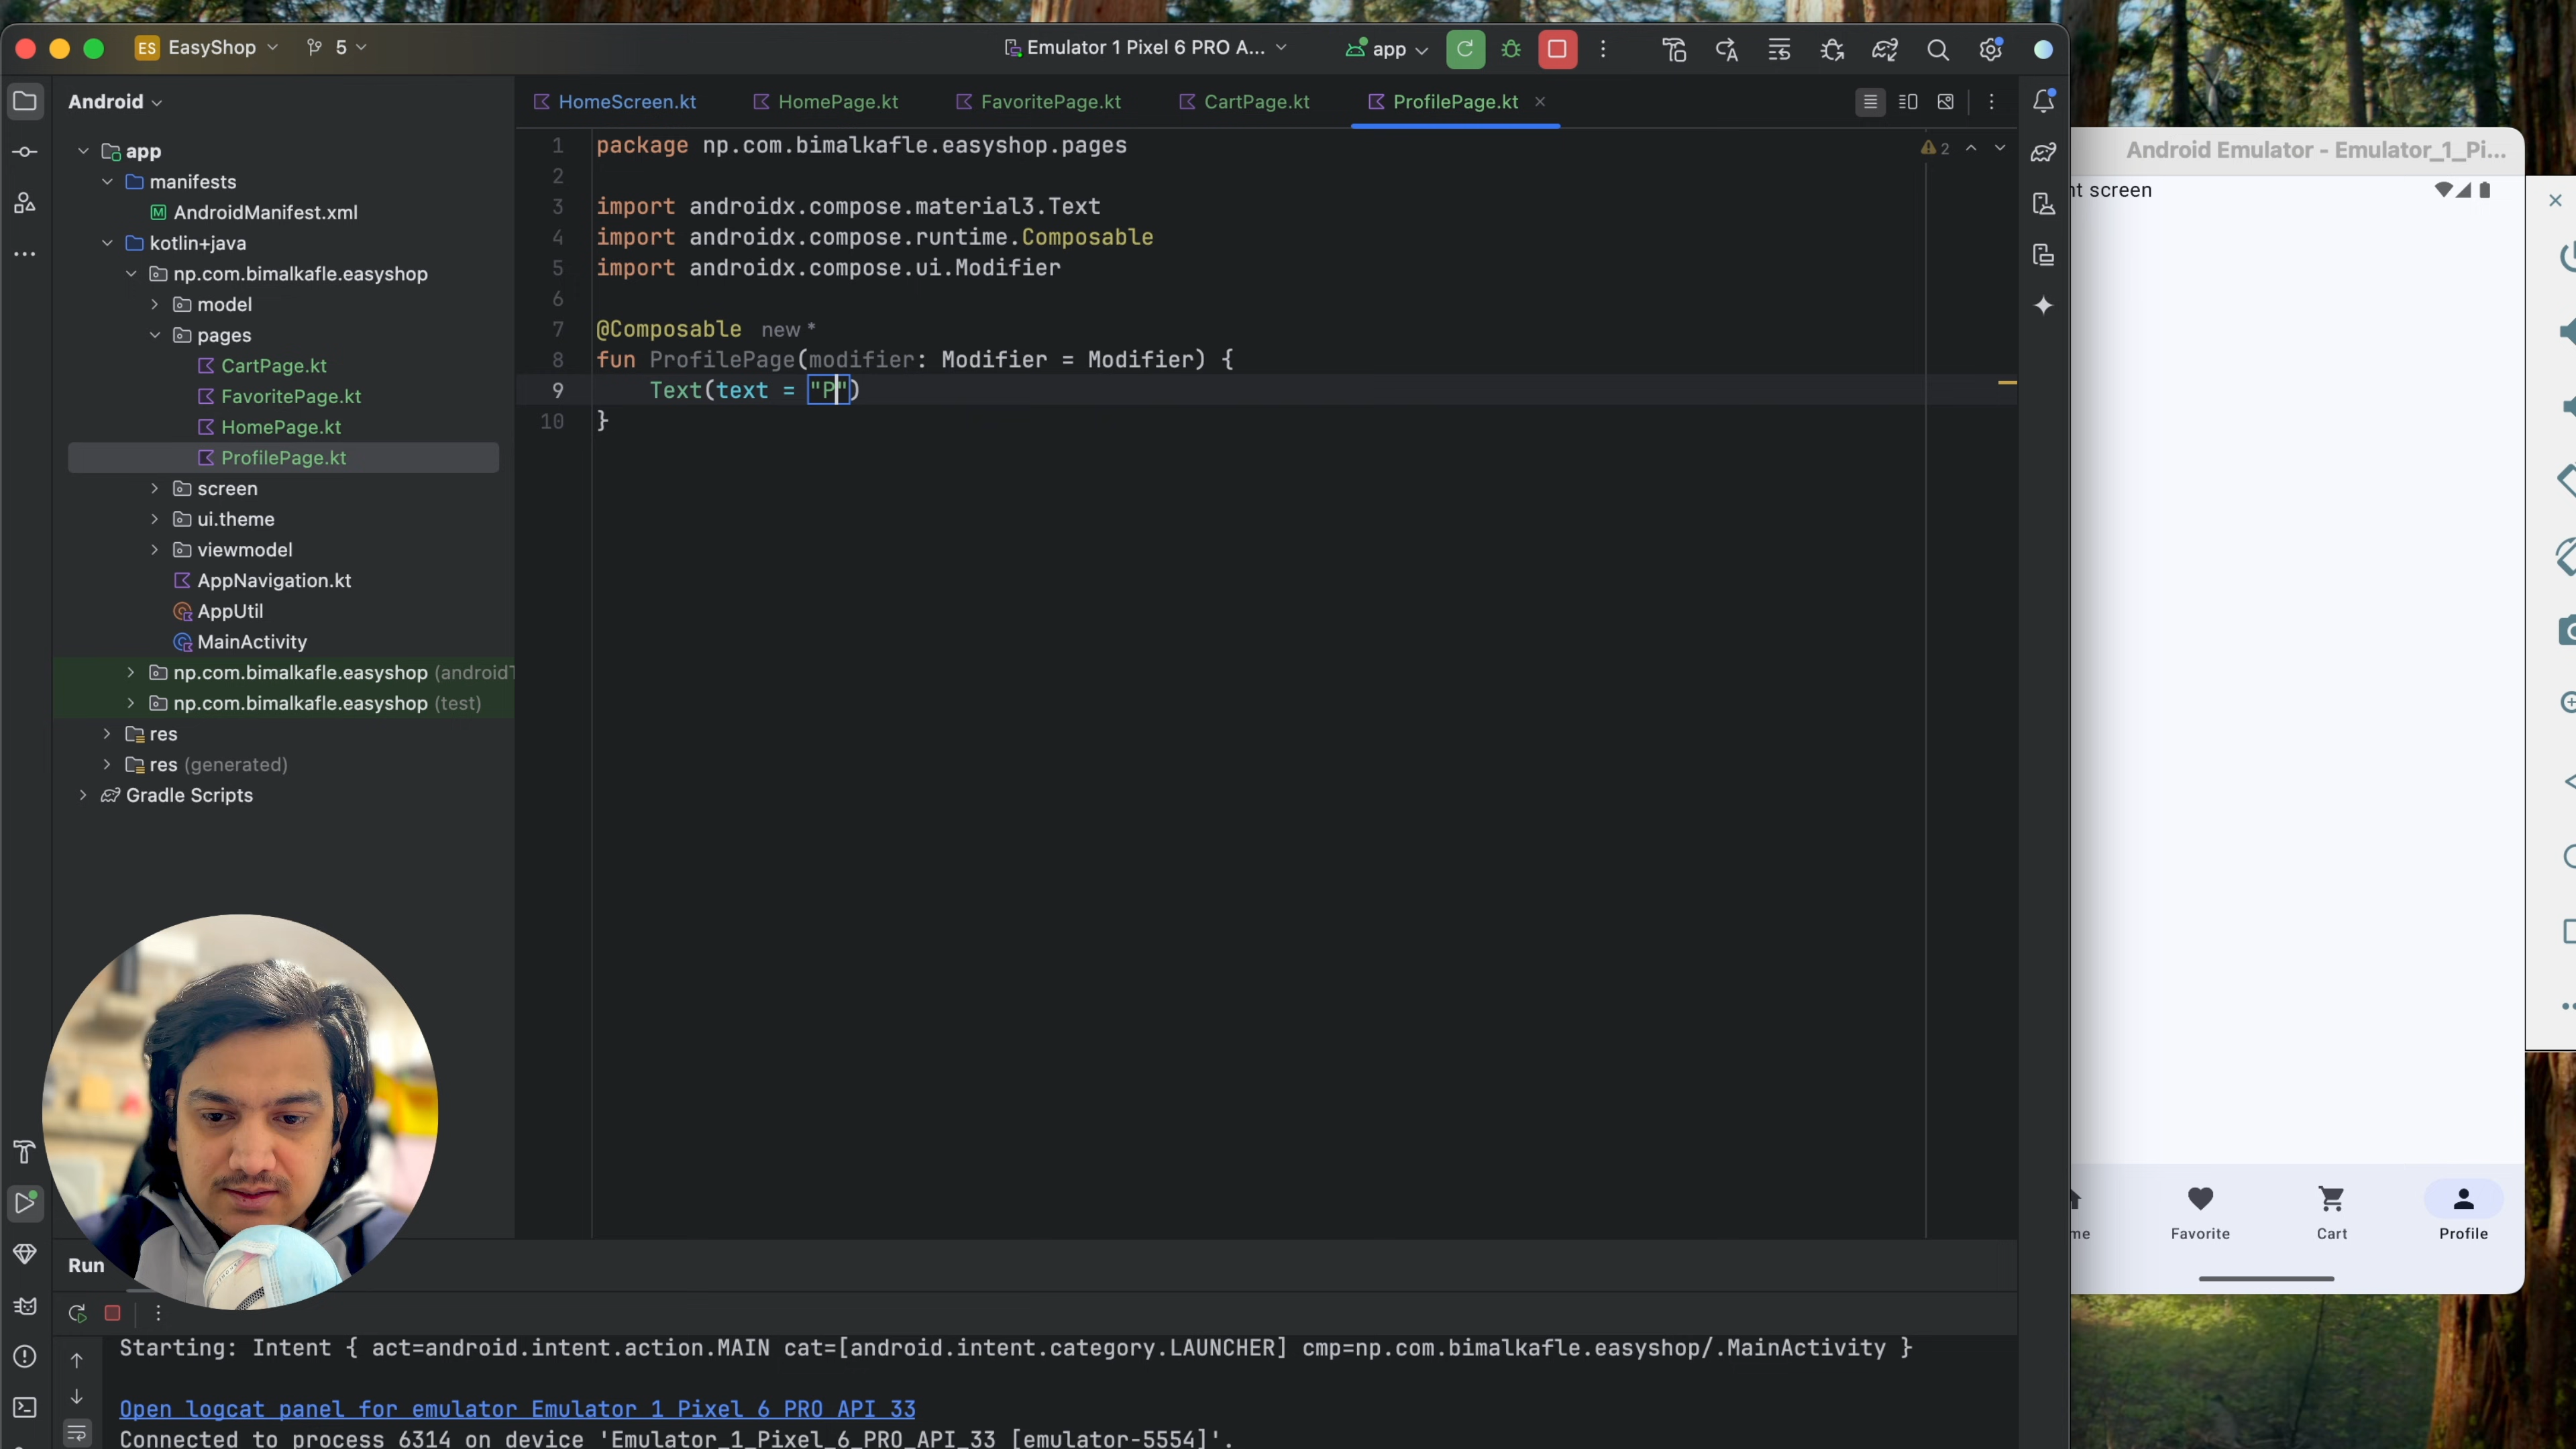 ES EasyShop 5 Emulator 1 Pixel 6 PRO A... app
Android HomeScreen.kt HomePage.kt FavoritePage.kt CartPage.kt ProfilePage.kt
app
manifests
AndroidManifest.xml
kotlin+java
np.com.bimalkafle.easyshop
model
pages
CartPage.kt
FavoritePage.kt
HomePage.kt
ProfilePage.kt
screen
ui.theme
viewmodel
AppNavigation.kt
AppUtil
MainActivity
np.com.bimalkafle.easyshop (androidT
np.com.bimalkafle.easyshop (test)
res
res (generated)
Gradle Scripts
1 package np.com.bimalkafle.easyshop.pages
2
3 import androidx.compose.material3.Text
4 import androidx.compose.runtime.Composable
5 import androidx.compose.ui.Modifier
6
7 @Composable new *
8 fun ProfilePage(modifier: Modifier = Modifier) {
9 Text(text = "P")
10 }
2
Android Emulator - Emulator_1_Pi...
nt screen
me Favorite Cart Profile
Run
Starting: Intent { act=android.intent.action.MAIN cat=[android.intent.category.LAUNCHER] cmp=np.com.bimalkafle.easyshop/.MainActivity }
Open logcat panel for emulator Emulator 1 Pixel 6 PRO API 33
Connected to process 6314 on device 'Emulator_1_Pixel_6_PRO_API_33 [emulator-5554]'.